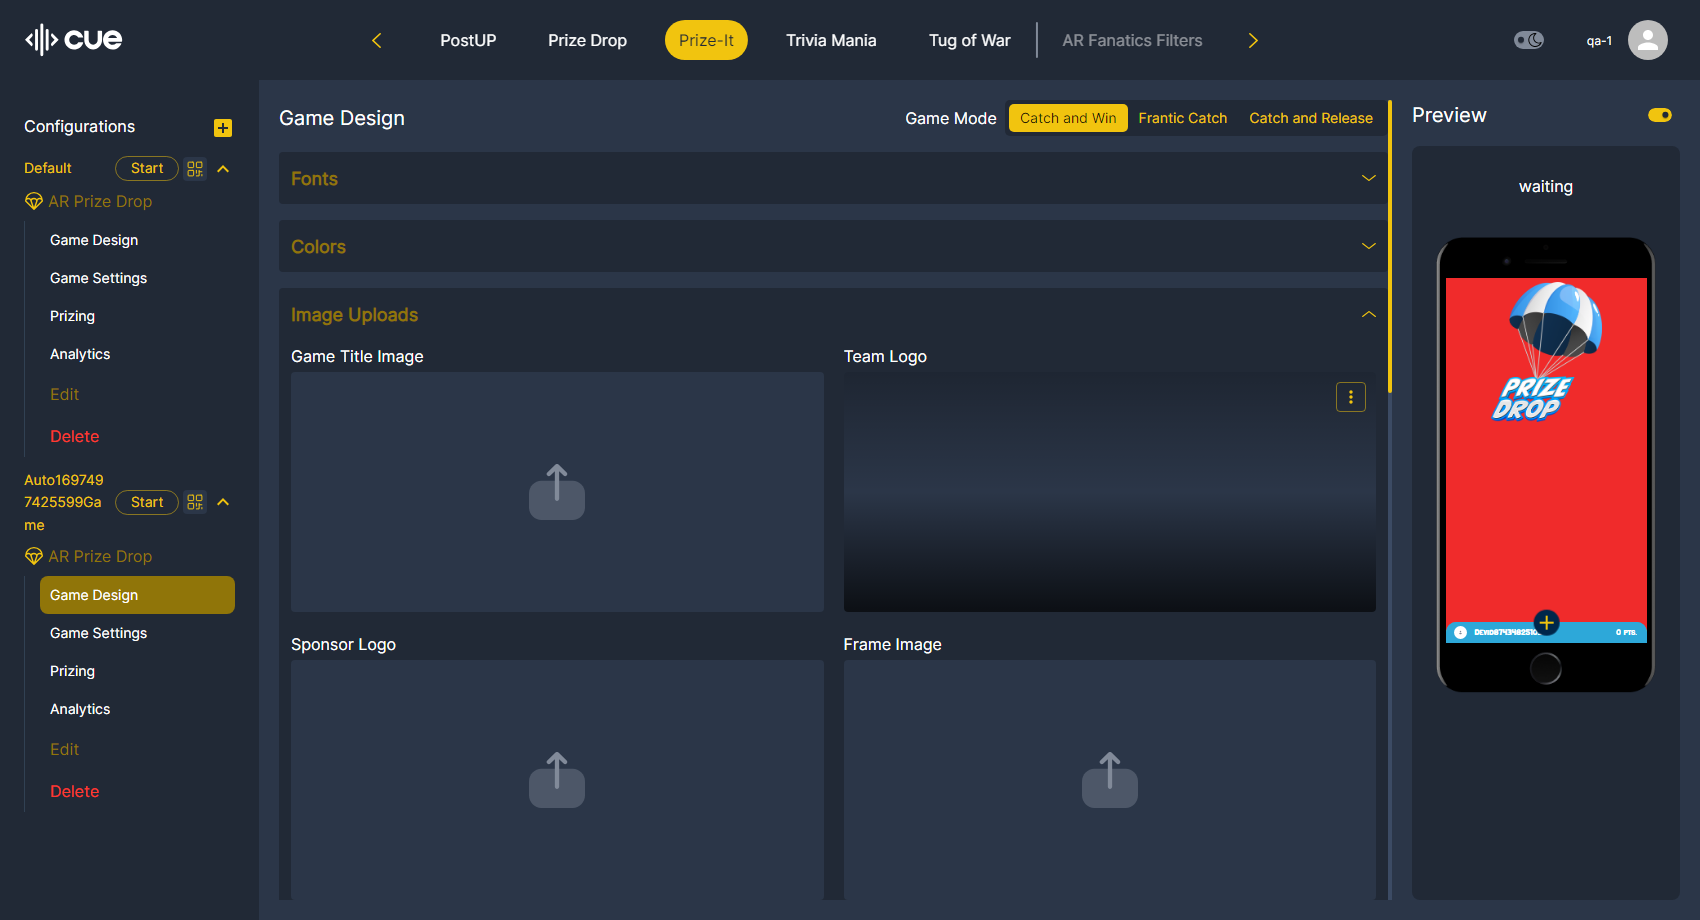 cue
PostUP
Prize Drop
Prize-It
Trivia Mania
Tug of War
AR Fanatics Filters
qa-1
Configurations
Default
Start
AR Prize Drop
Game Design
Game Settings
Prizing
Analytics
Edit
Delete
Auto169749
7425599Ga
me
Start
AR Prize Drop
Game Design
Game Settings
Prizing
Analytics
Edit
Delete
Game Design
Game Mode
Catch and Win
Frantic Catch
Catch and Release
Fonts
Colors
Image Uploads
Game Title Image
Team Logo
Sponsor Logo
Frame Image
Preview
waiting
PRIZE
DROP
0 PTS.